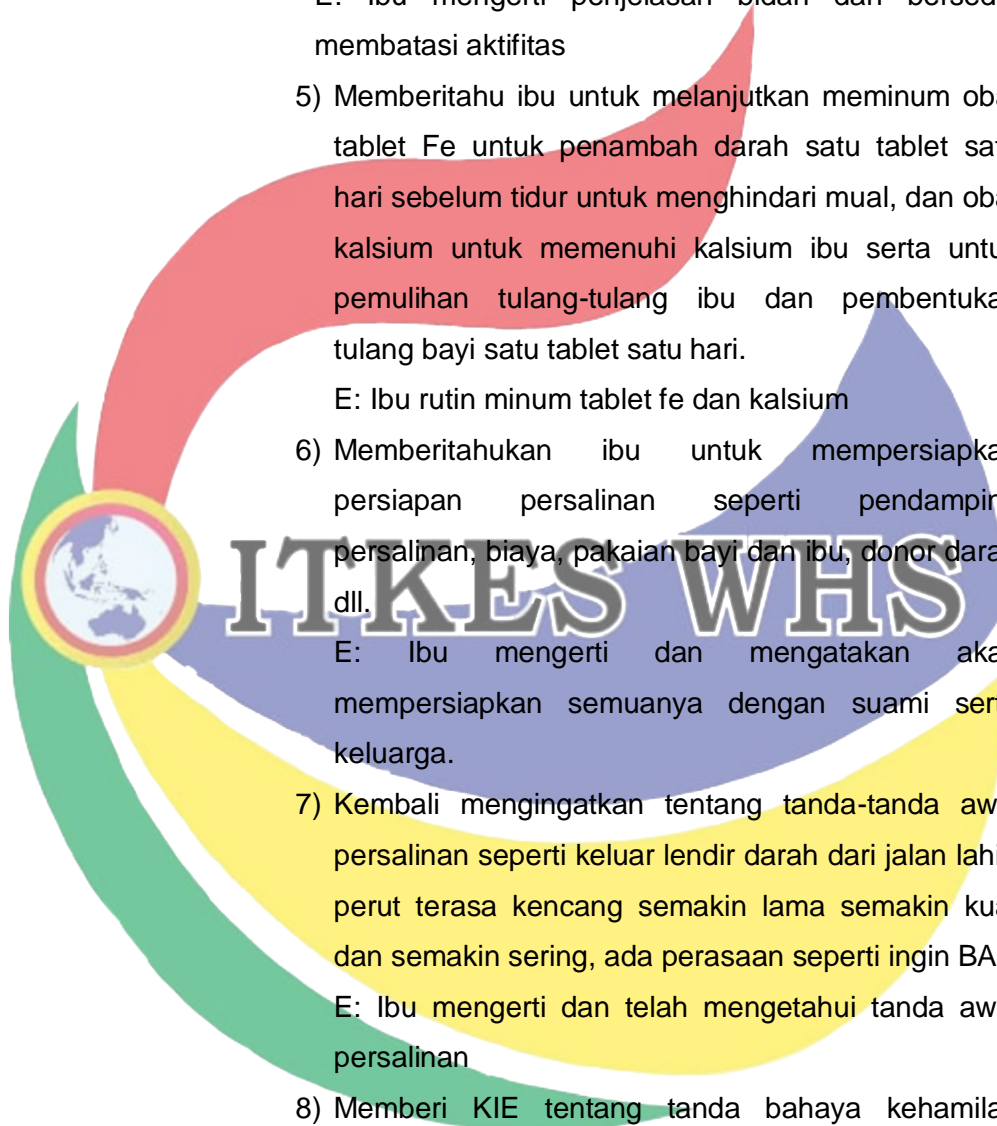 E: Ibu mengerti penjelasan bidan dan bersed
membatasi aktifitas
5) Memberitahu ibu untuk melanjutkan meminum oba
tablet Fe untuk penambah darah satu tablet sat
hari sebelum tidur untuk menghindari mual, dan oba
kalsium untuk memenuhi kalsium ibu serta untu
pemulihan tulang-tulang ibu dan pembentuka
tulang bayi satu tablet satu hari.
E: Ibu rutin minum tablet fe dan kalsium
6) Memberitahukan ibu untuk mempersiapka
persiapan persalinan seperti pendampin
persalinan, biaya, pakaian bayi dan ibu, donor dara
dll.
ITKES WHS
E: Ibu mengerti dan mengatakan aka
mempersiapkan semuanya dengan suami sert
keluarga.
7) Kembali mengingatkan tentang tanda-tanda aw
persalinan seperti keluar lendir darah dari jalan lahi
perut terasa kencang semakin lama semakin kua
dan semakin sering, ada perasaan seperti ingin BA
E: Ibu mengerti dan telah mengetahui tanda aw
persalinan
8) Memberi KIE tentang tanda bahaya kehamila